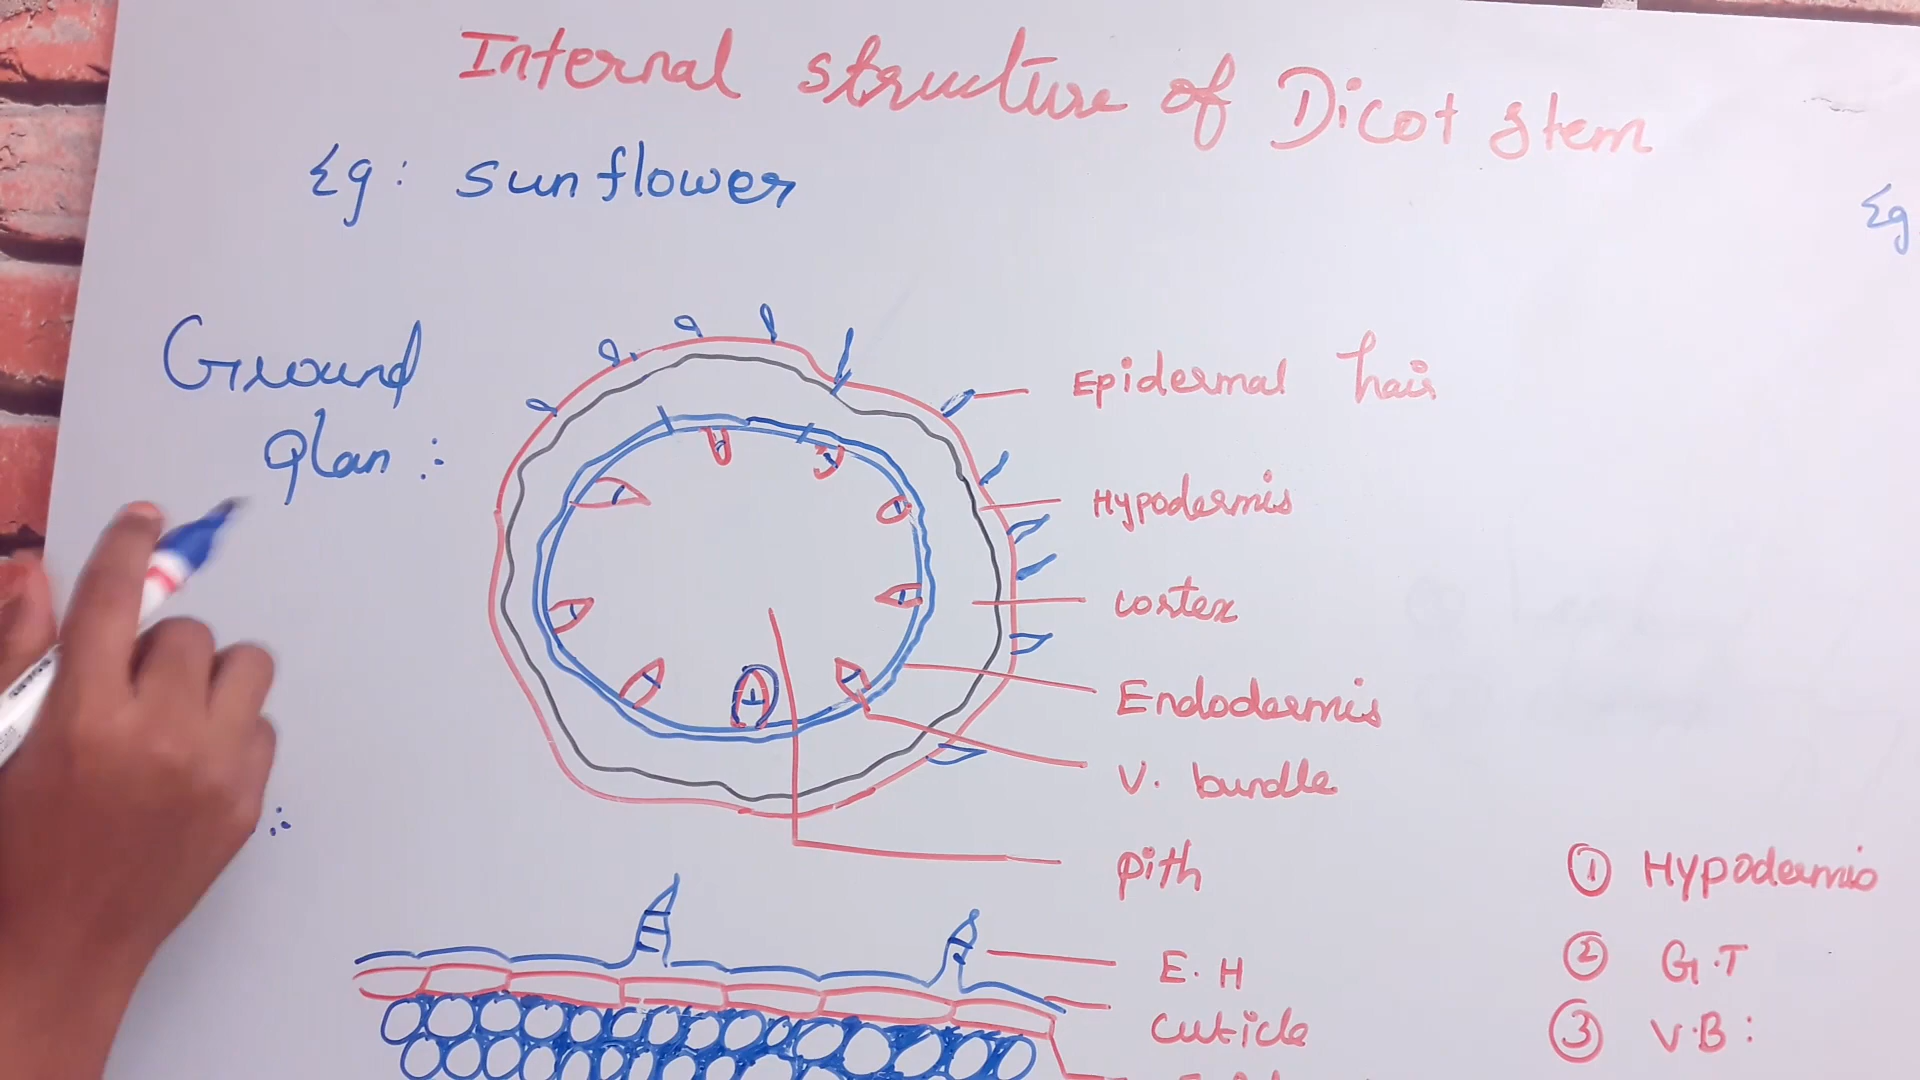 Internal structure of Dicot stem
Eg: sunflower
Eg
Ground
plan :
Epidermal hair
Hypodermis
cortex
Endodermis
V. bundle
pith
E. H
cuticle
① Hypodermis
② G.T
③ V.B :